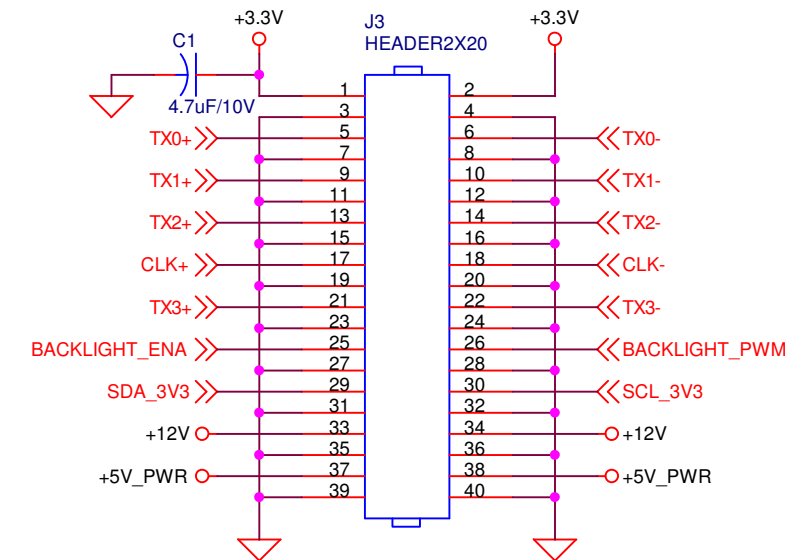 +3.3V
J3
+3.3V
C1
HEADER2X20
4.7uF/10V
1 2
3 4
TX0+ 5 6 TX0-
7 8
TX1+ 9 10 TX1-
11 12
TX2+ 13 14 TX2-
15 16
CLK+ 17 18 CLK-
19 20
TX3+ 21 22 TX3-
23 24
BACKLIGHT_ENA 25 26 BACKLIGHT_PWM
27 28
SDA_3V3 29 30 SCL_3V3
31 32
+12V 33 34 +12V
35 36
+5V_PWR 37 38 +5V_PWR
39 40